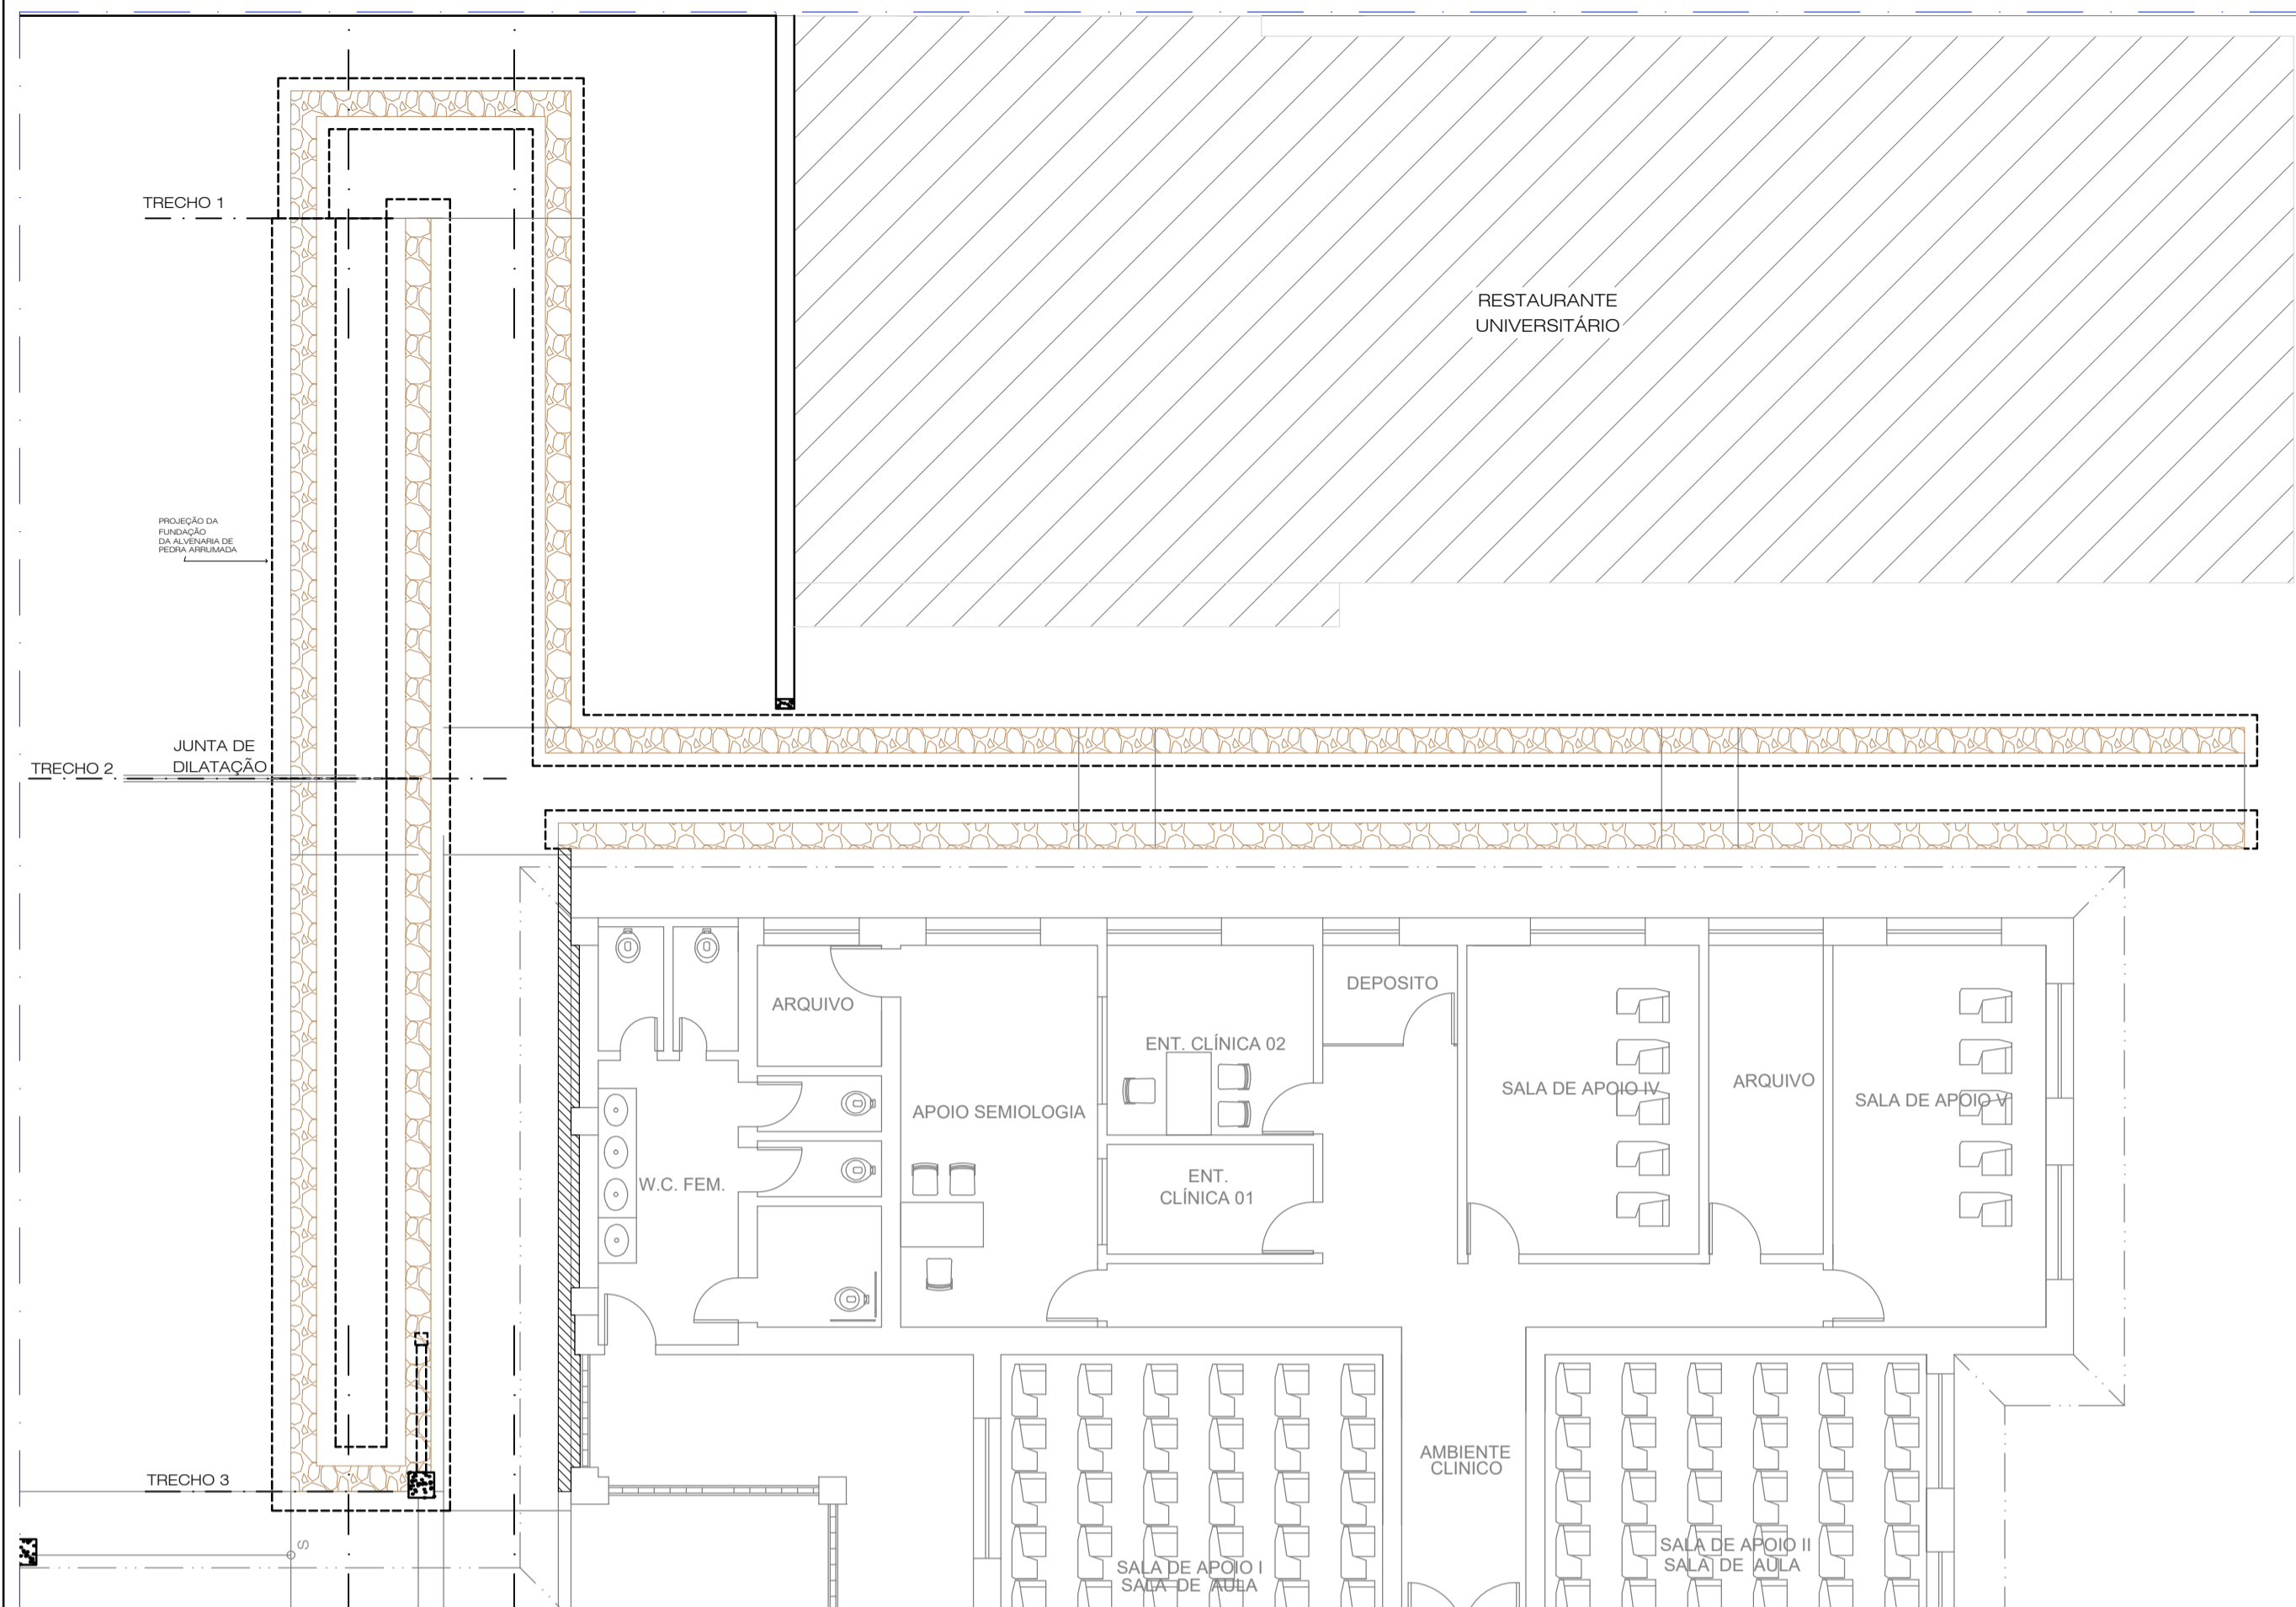 TRECHO 1
RESTAURANTE
UNIVERSITÁRIO
PROJEÇÃO DA
FUNDAÇÃO
DA ALVENARIA DE
PEDRA ARRUMADA
JUNTA DE
DILATAÇÃO
TRECHO 2
ARQUIVO
DEPOSITO
ENT. CLÍNICA 02
SALA DE APOIO IV
ARQUIVO
SALA DE APOIO V
APOIO SEMIOLOGIA
W.C. FEM.
ENT.
CLÍNICA 01
AMBIENTE
CLINICO
TRECHO 3
S
SALA DE APOIO I
SALA DE AULA
SALA DE APOIO II
SALA DE AULA